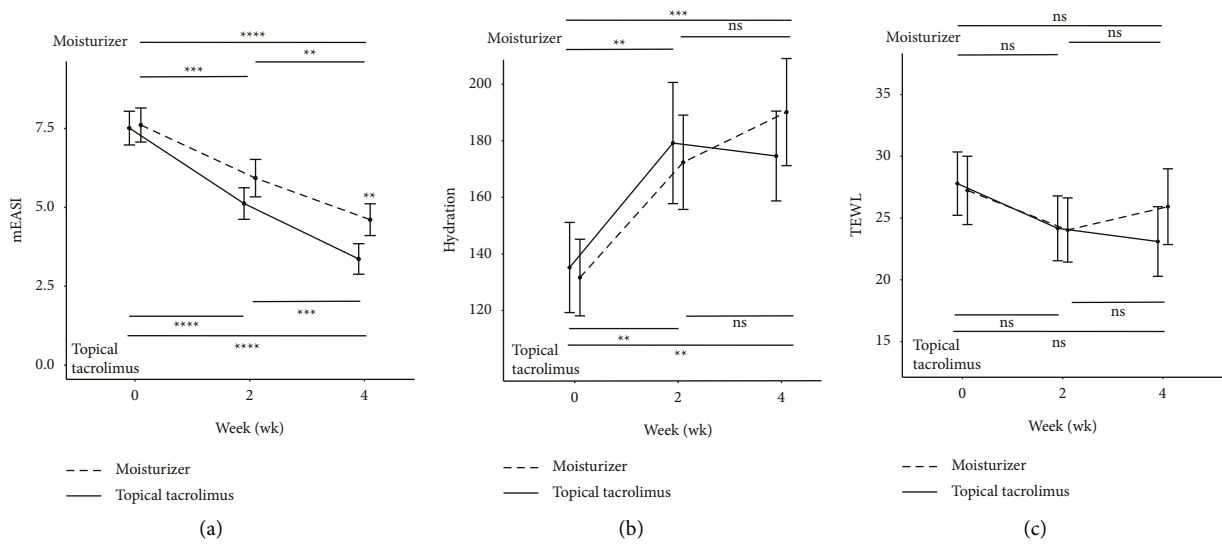 Moisturizer
****
**
***
mEASI
7.5
5.0
2.5
0.0
**
****
***
****
Topical
tacrolimus
0
2
4
Week (wk)
Moisturizer
Topical tacrolimus
(a)
Moisturizer
***
ns
**
Hydration
200
180
160
140
120
**
ns
**
Topical
tacrolimus
0
2
4
Week (wk)
Moisturizer
Topical tacrolimus
(b)
Moisturizer
ns
ns
ns
TEWL
35
30
25
20
15
ns
ns
ns
Topical
tacrolimus
0
2
4
Week (wk)
Moisturizer
Topical tacrolimus
(c)